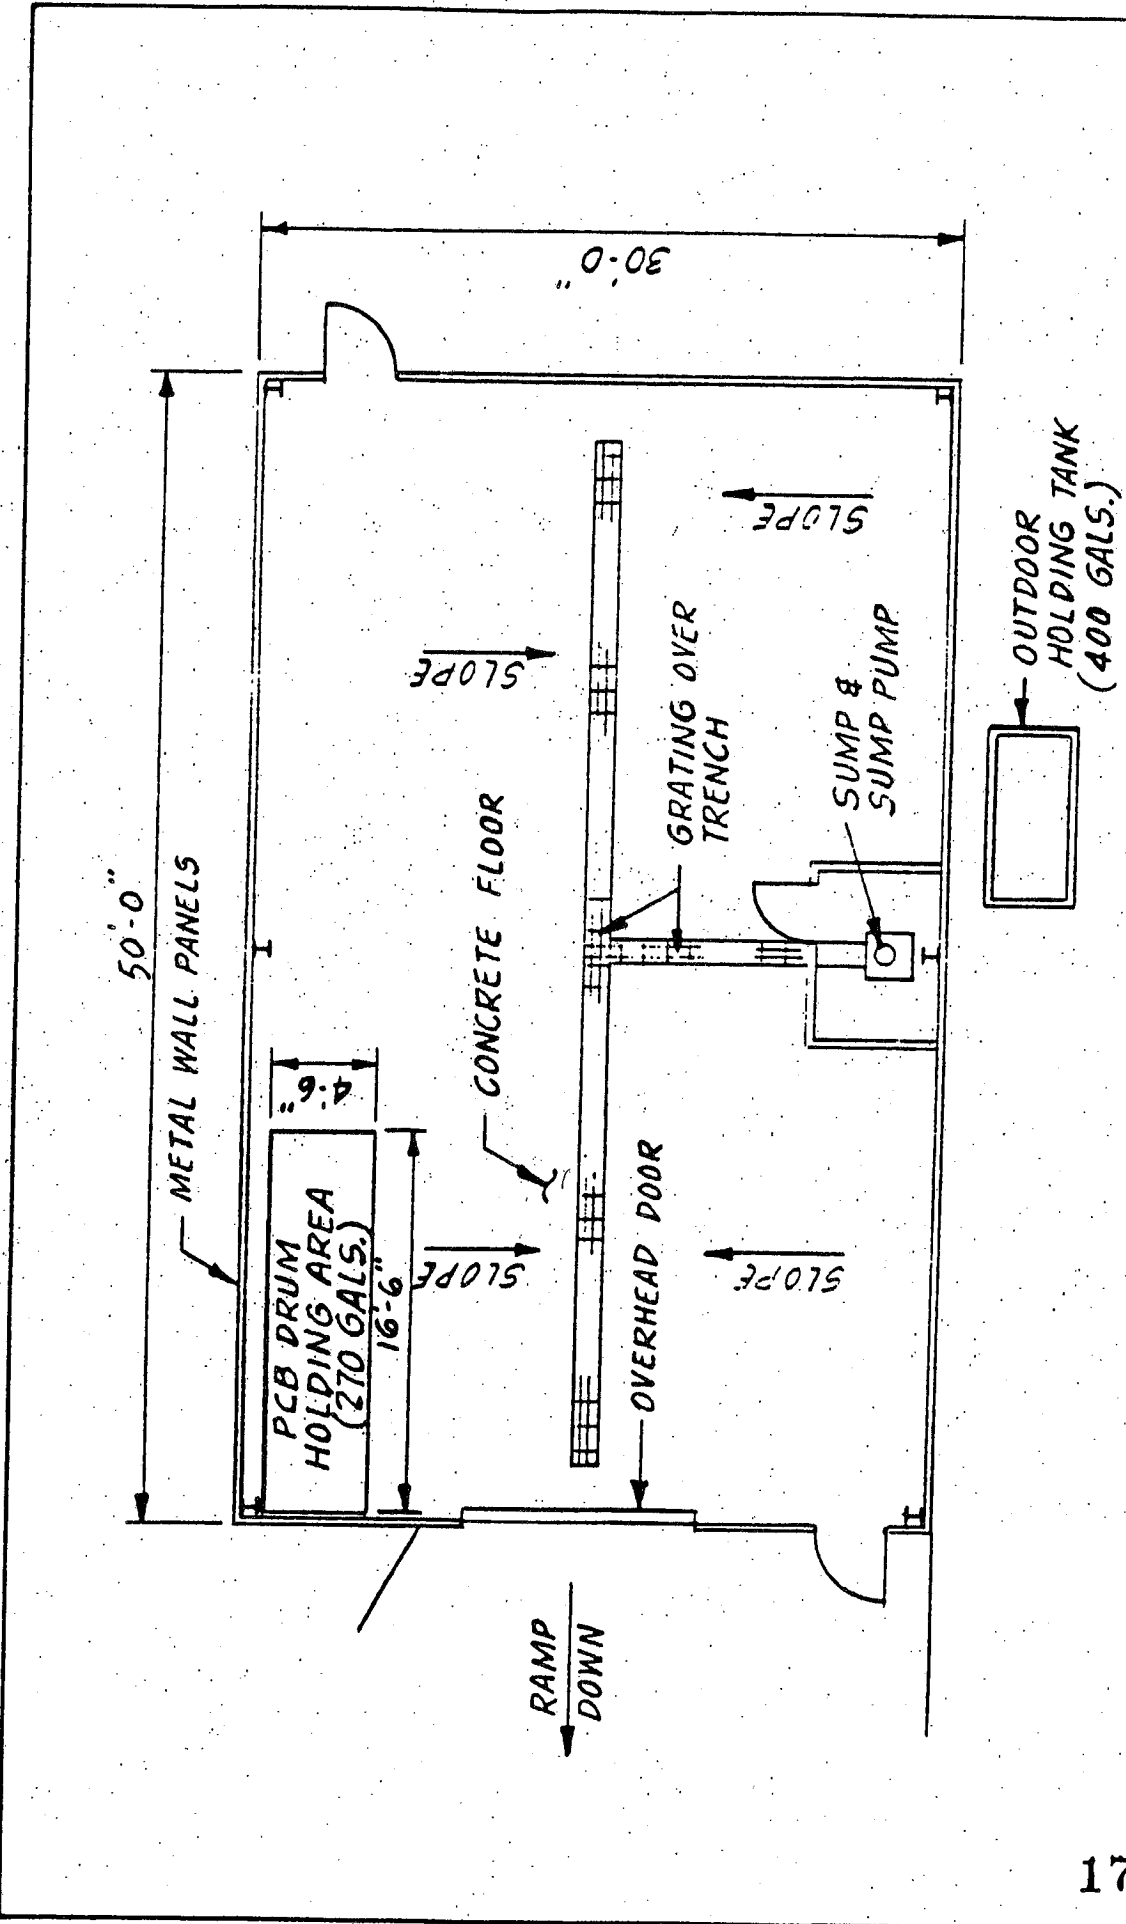 50'-0"
METAL WALL PANELS
30'-0"
PCB DRUM
HOLDING AREA
(270 GALS.)
4'-6"
16'-6"
SLOPE
SLOPE
CONCRETE FLOOR
GRATING OVER
TRENCH
OVERHEAD DOOR
SLOPE
SLOPE
SUMP &
SUMP PUMP
RAMP
DOWN
OUTDOOR
HOLDING TANK
(400 GALS.)
17